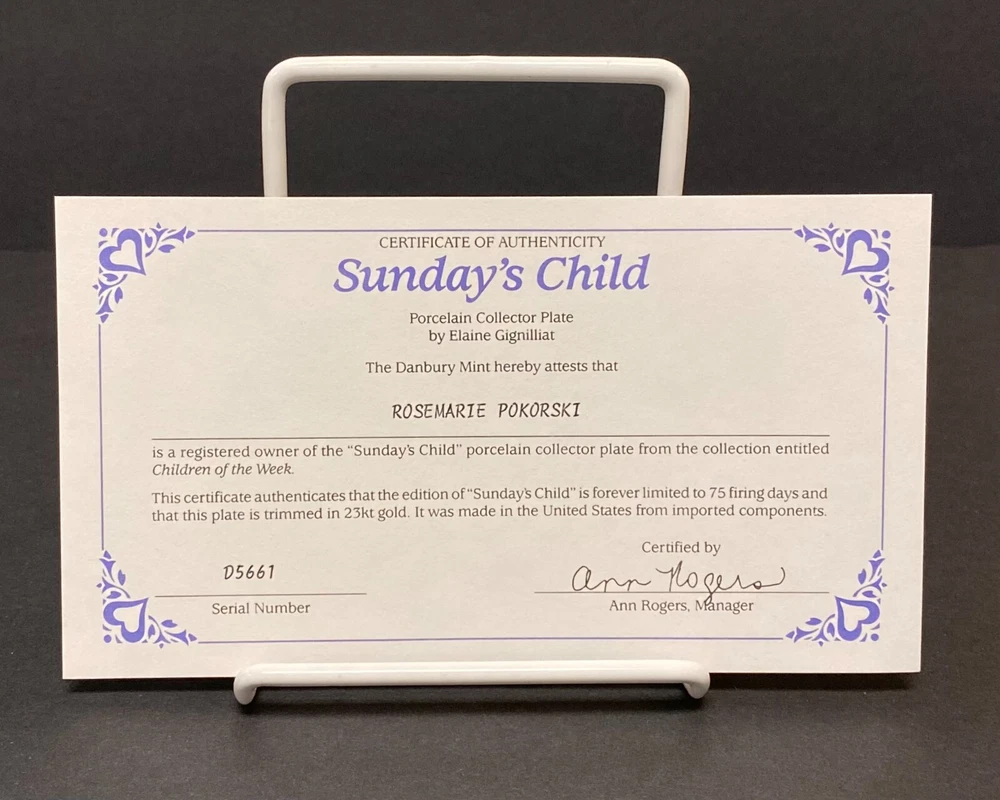 CERTIFICATE OF AUTHENTICITY
Sunday's Child
Porcelain Collector Plate
by Elaine Gignilliat
The Danbury Mint hereby attests that
ROSEMARIE POKORSKI
is a registered owner of the “Sunday's Child” porcelain collector plate from the collection entitled
Children of the Week.
This certificate authenticates that the edition of “Sunday's Child” is forever limited to 75 firing days and
that this plate is trimmed in 23kt gold. It was made in the United States from imported components.
Certified by
D5661
Ann Rogers
Serial Number
Ann Rogers, Manager